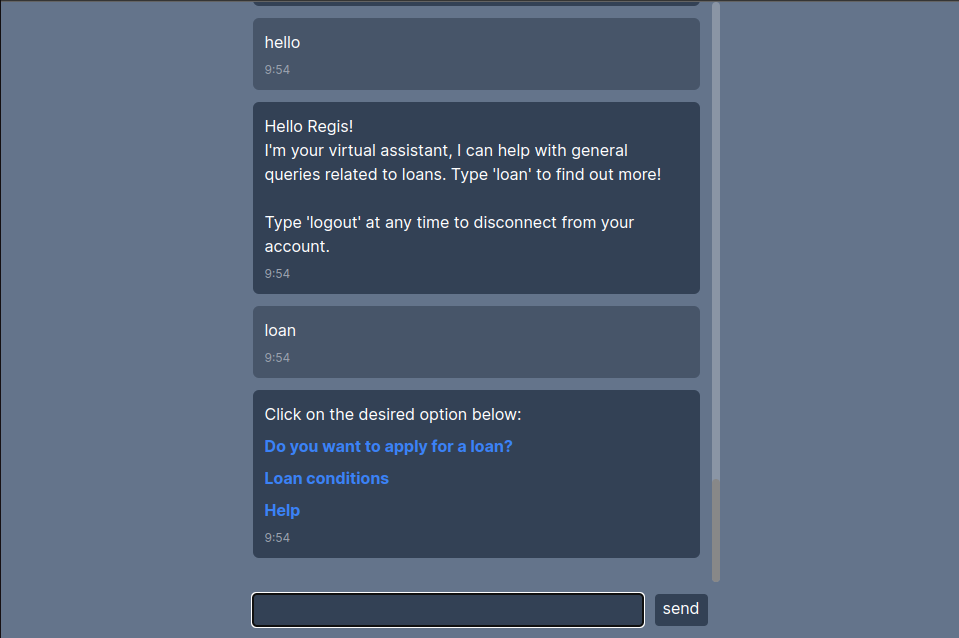 hello
9:54
Hello Regis!
I'm your virtual assistant, I can help with general
queries related to loans. Type 'loan' to find out more!
Type 'logout' at any time to disconnect from your
account.
9:54
loan
9:54
Click on the desired option below:
Do you want to apply for a loan?
Loan conditions
Help
9:54
send